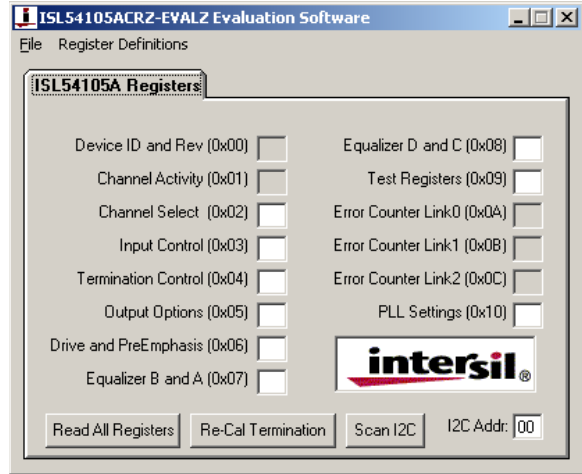 ISL54105ACRZ-EVALZ Evaluation Software
File Register Definitions
ISL54105A Registers
Device ID and Rev (0x00)
Channel Activity (0x01)
Channel Select (0x02)
Input Control (0x03)
Termination Control (0x04)
Output Options (0x05)
Drive and PreEmphasis (0x06)
Equalizer B and A (0x07)
Equalizer D and C (0x08)
Test Registers (0x09)
Error Counter Link0 (0x0A)
Error Counter Link1 (0x0B)
Error Counter Link2 (0x0C)
PLL Settings (0x10)
intersil®
Read All Registers Re-Cal Termination Scan I2C I2C Addr: 00